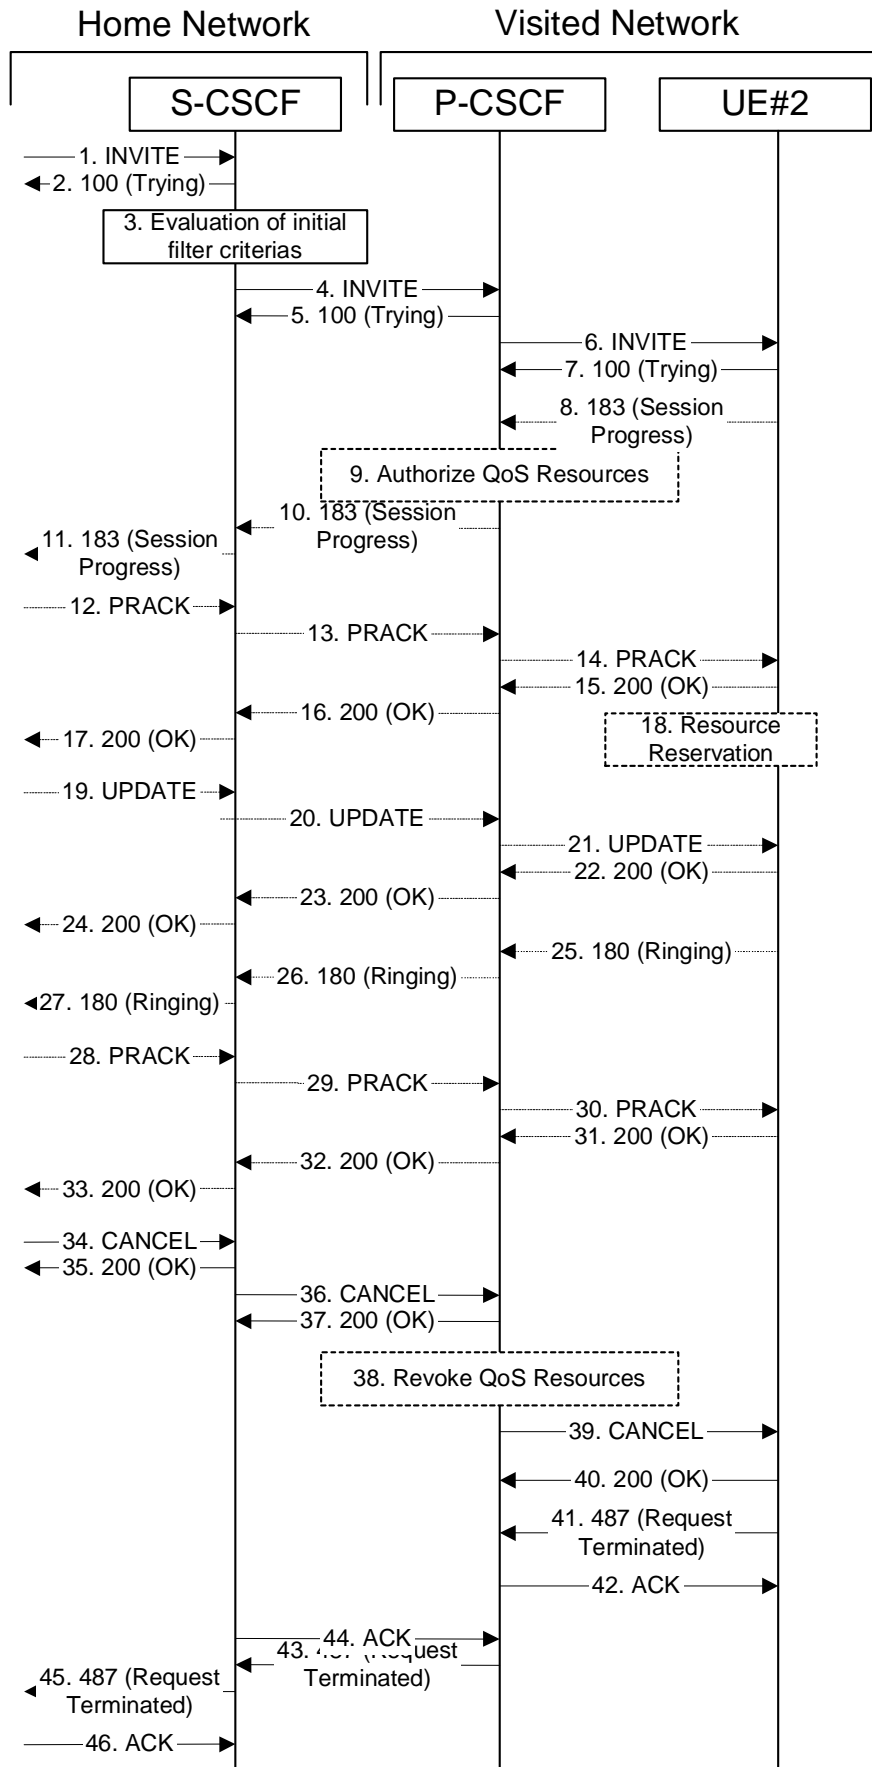 Home Network
Visited Network
S-CSCF
P-CSCF
UE#2
1. INVITE
2. 100 (Trying)
3. Evaluation of initial
filter criterias
4. INVITE
5. 100 (Trying)
6. INVITE
7. 100 (Trying)
8. 183 (Session
Progress)
9. Authorize QoS Resources
10. 183 (Session
Progress)
11. 183 (Session
Progress)
12. PRACK
13. PRACK
14. PRACK
15. 200 (OK)
16. 200 (OK)
17. 200 (OK)
18. Resource
Reservation
19. UPDATE
20. UPDATE
21. UPDATE
22. 200 (OK)
23. 200 (OK)
24. 200 (OK)
25. 180 (Ringing)
26. 180 (Ringing)
27. 180 (Ringing)
28. PRACK
29. PRACK
30. PRACK
31. 200 (OK)
32. 200 (OK)
33. 200 (OK)
34. CANCEL
35. 200 (OK)
36. CANCEL
37. 200 (OK)
38. Revoke QoS Resources
39. CANCEL
40. 200 (OK)
41. 487 (Request
Terminated)
42. ACK
44. ACK
43. 487 (Request
Terminated)
45. 487 (Request
Terminated)
46. ACK